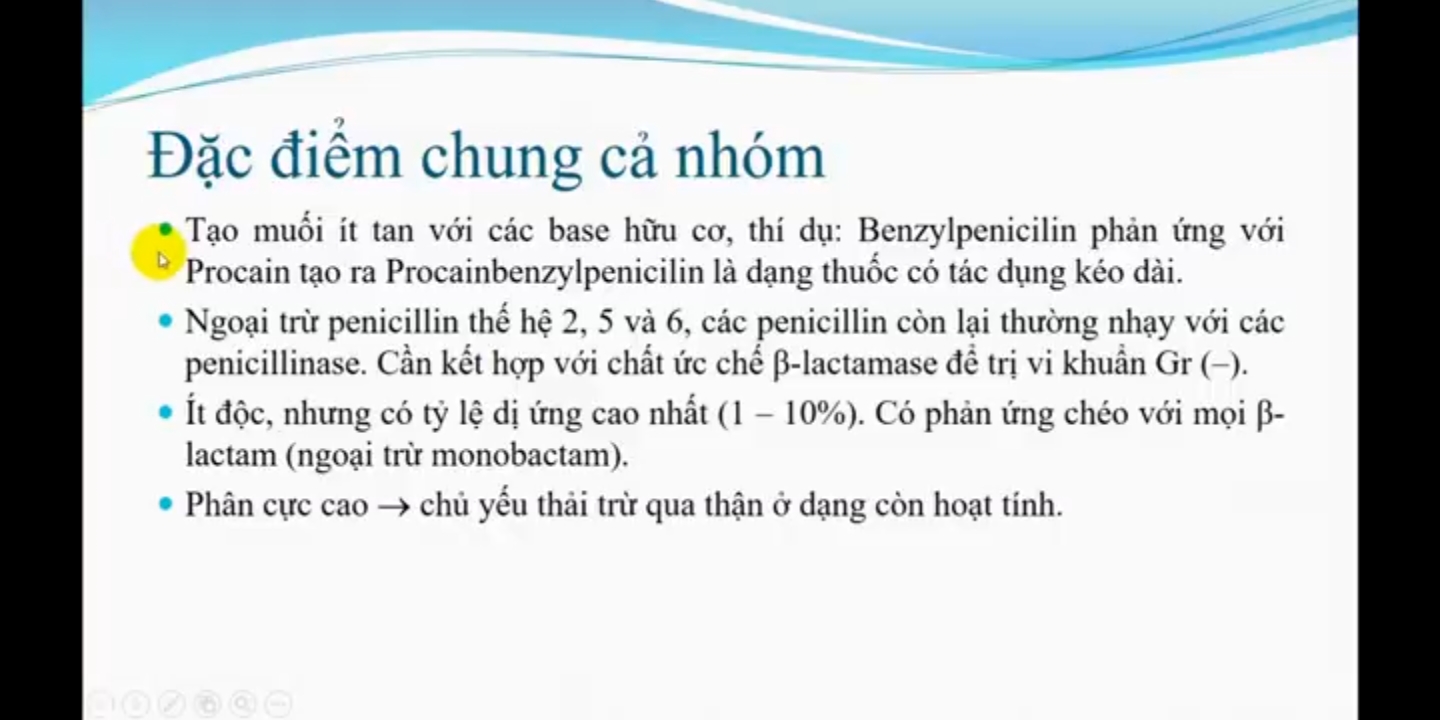 Đặc điểm chung cả nhóm
• Tạo muối ít tan với các base hữu cơ, thí dụ: Benzylpenicilin phản ứng với
Procain tạo ra Procainbenzylpenicilin là dạng thuốc có tác dụng kéo dài.
• Ngoại trừ penicillin thế hệ 2, 5 và 6, các penicillin còn lại thường nhạy với các
penicillinase. Cần kết hợp với chất ức chế β-lactamase để trị vi khuẩn Gr (–).
• Ít độc, nhưng có tỷ lệ dị ứng cao nhất (1 – 10%). Có phản ứng chéo với mọi β-
lactam (ngoại trừ monobactam).
• Phân cực cao → chủ yếu thải trừ qua thận ở dạng còn hoạt tính.